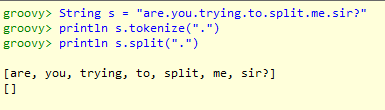 groovy> String s = "are.you.trying.to.split.me.sir?"
groovy> println s.tokenize(".")
groovy> println s.split(".")
[are, you, trying, to, split, me, sir?]
[]